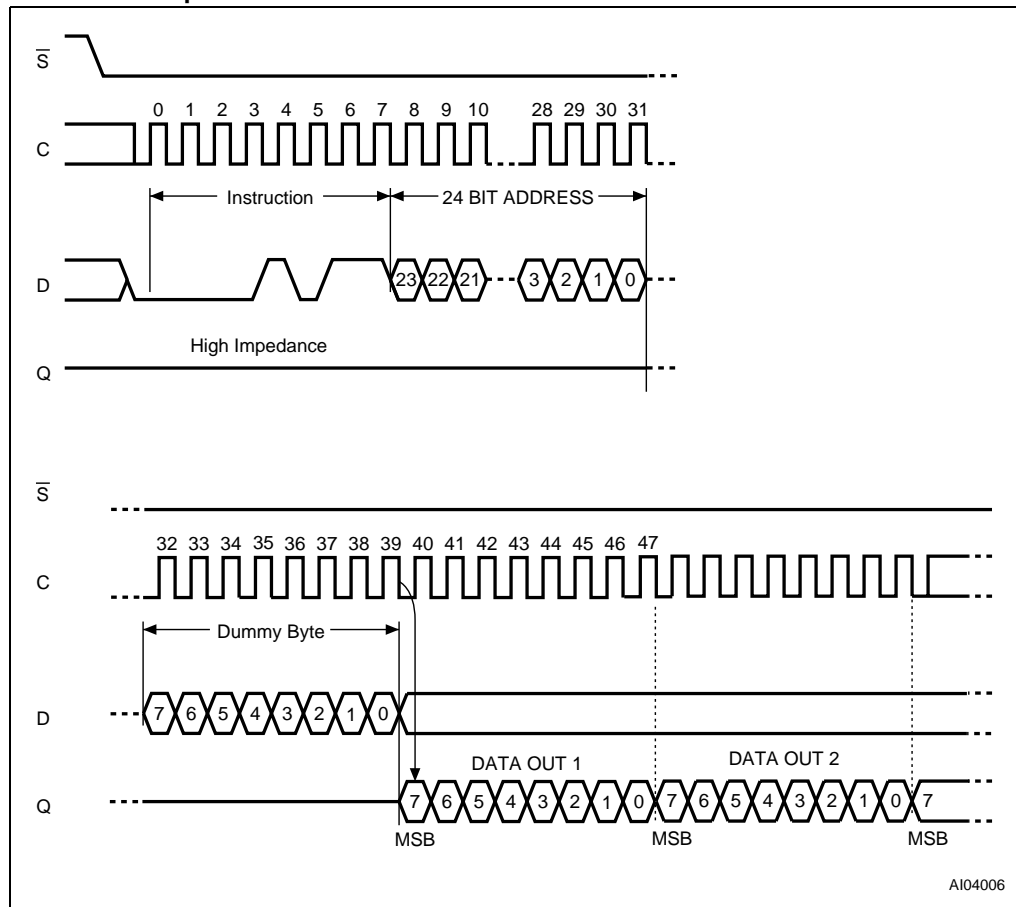 S
0 1 2 3 4 5 6 7 8 9 10 28 29 30 31
C
Instruction 24 BIT ADDRESS
D 23 22 21 3 2 1 0
High Impedance
Q
S
32 33 34 35 36 37 38 39 40 41 42 43 44 45 46 47
C
Dummy Byte
D 7 6 5 4 3 2 1 0
DATA OUT 1 DATA OUT 2
Q 7 6 5 4 3 2 1 0 7 6 5 4 3 2 1 0 7
MSB MSB MSB
AI04006